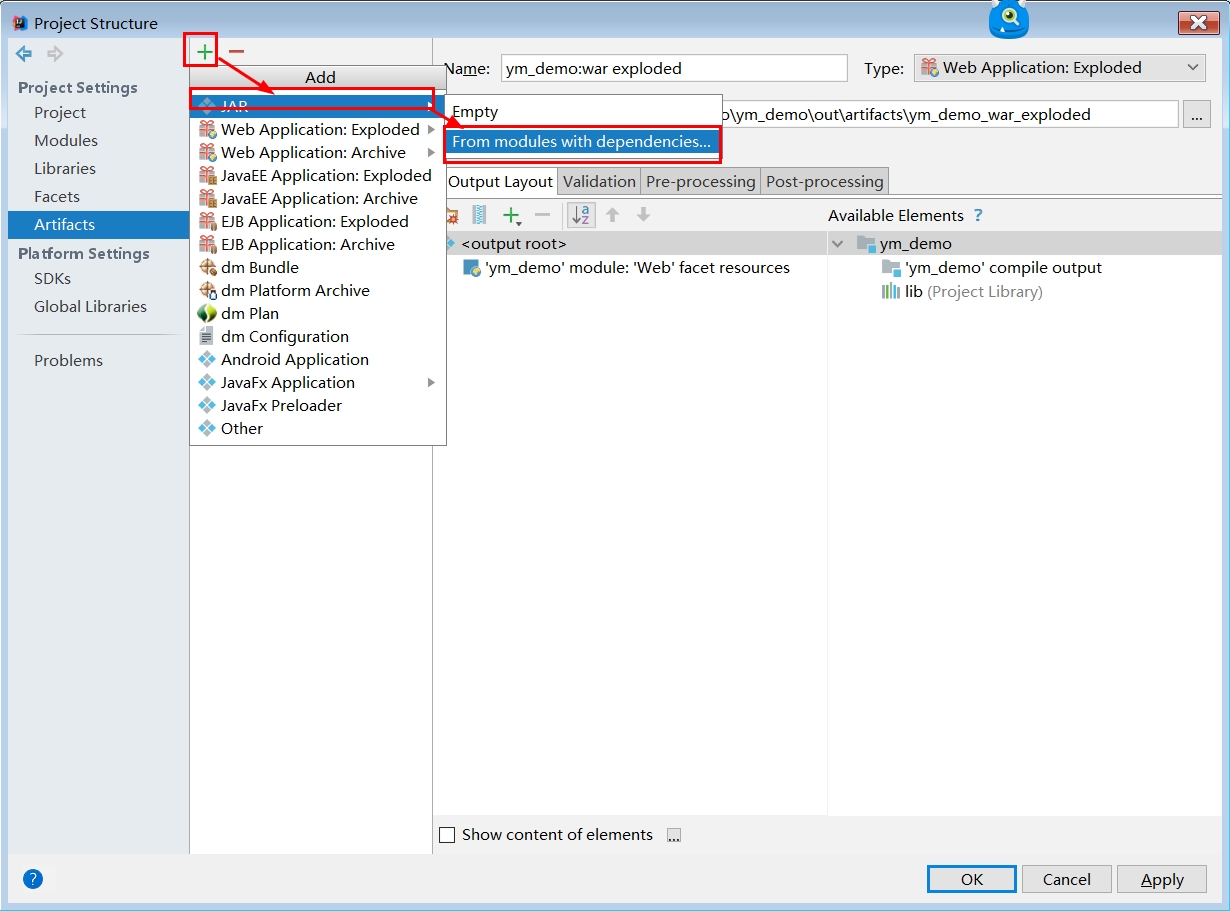 Project Structure
Project Settings
Project
Modules
Libraries
Facets
Artifacts
Platform Settings
SDKs
Global Libraries
Problems
Add
JAR
Web Application: Exploded
Web Application: Archive
JavaEE Application: Exploded
JavaEE Application: Archive
EJB Application: Exploded
EJB Application: Archive
dm Bundle
dm Platform Archive
dm Plan
dm Configuration
Android Application
JavaFx Application
JavaFx Preloader
Other
Empty
From modules with dependencies...
Name: ym_demo:war exploded Type: Web Application: Exploded
o\ym_demo\out\artifacts\ym_demo_war_exploded ...
Output Layout Validation Pre-processing Post-processing
Available Elements ?
<output root>
'ym_demo' module: 'Web' facet resources
ym_demo
'ym_demo' compile output
lib (Project Library)
Show content of elements ...
? OK Cancel Apply